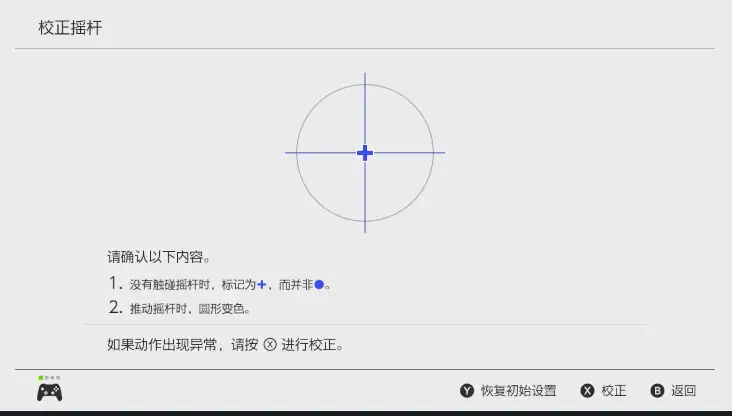 校正摇杆
请确认以下内容。
1. 没有触碰摇杆时，标记为+，而并非●。
2. 推动摇杆时，圆形变色。
如果动作出现异常，请按 Ⓧ 进行校正。
Y 恢复初始设置 X 校正 B 返回